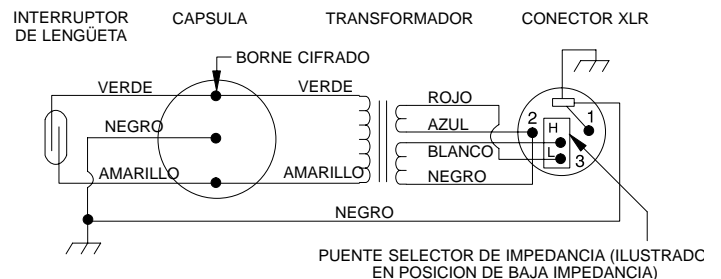 INTERRUPTOR
DE LENGÜETA
CAPSULA
TRANSFORMADOR
CONECTOR XLR
BORNE CIFRADO
VERDE
VERDE
ROJO
NEGRO
AZUL
2
H
1
BLANCO
L
3
AMARILLO
AMARILLO
NEGRO
NEGRO
PUENTE SELECTOR DE IMPEDANCIA (ILUSTRADO
EN POSICION DE BAJA IMPEDANCIA)